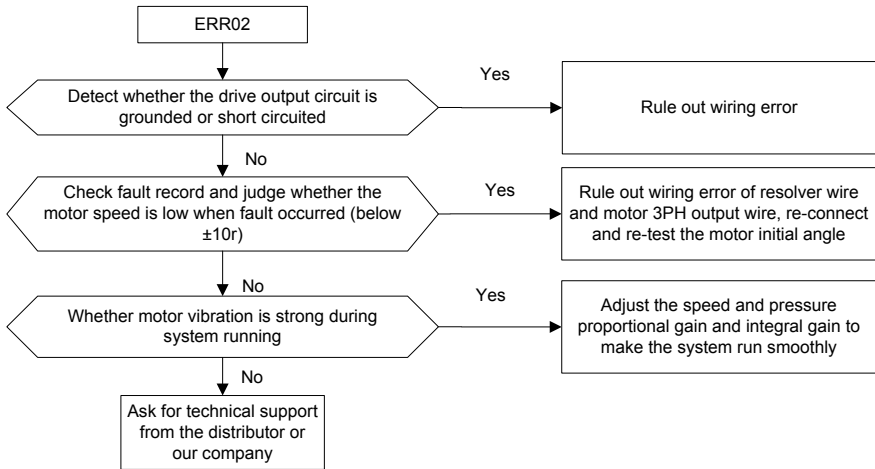 ERR02
Detect whether the drive output circuit is
grounded or short circuited
Yes
Rule out wiring error
No
Check fault record and judge whether the
motor speed is low when fault occurred (below
±10r)
Yes
Rule out wiring error of resolver wire
and motor 3PH output wire, re-connect
and re-test the motor initial angle
No
Whether motor vibration is strong during
system running
Yes
Adjust the speed and pressure
proportional gain and integral gain to
make the system run smoothly
No
Ask for technical support
from the distributor or
our company